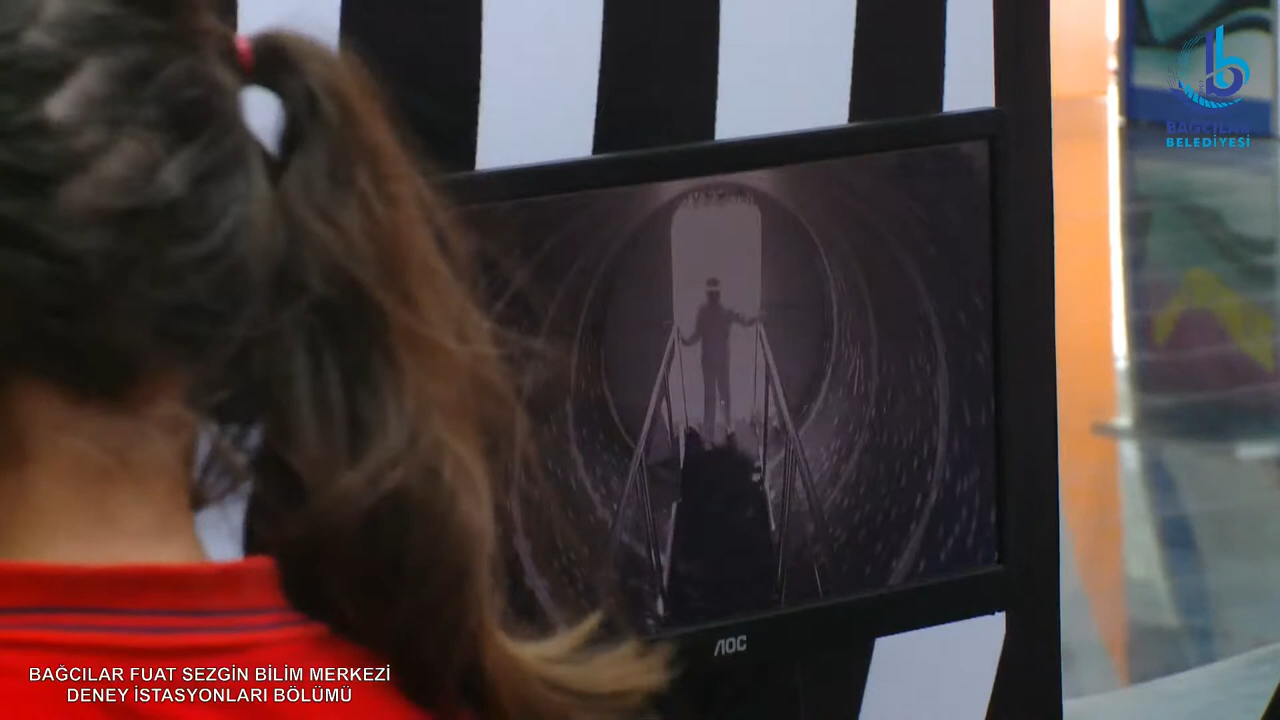 BAĞCILAR
BELEDİYESİ
AOC
BAĞCILAR FUAT SEZGİN BİLİM MERKEZİ
DENEY İSTASYONLARI BÖLÜMÜ